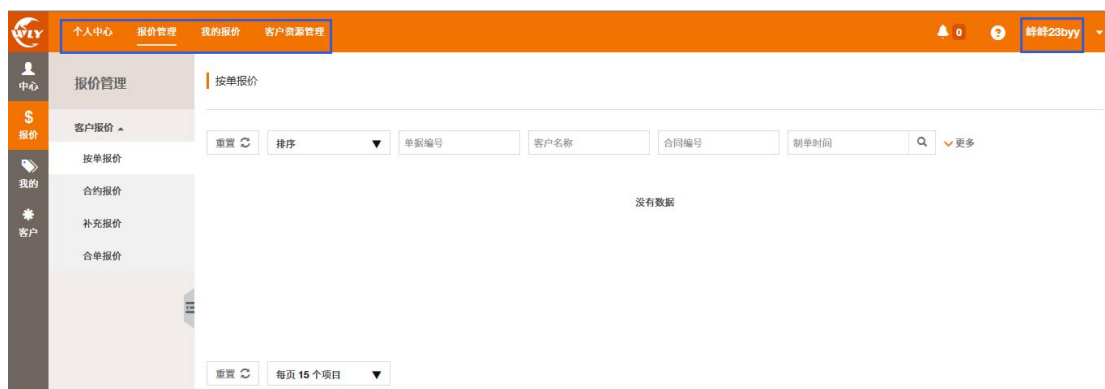 WLY 个人中心 报价管理 我的报价 客户资源管理 0 ? 峰峰23byy
中心
$
报价
我的
客户
报价管理
客户报价
按单报价
合约报价
补充报价
合单报价
按单报价
重置 排序 单据编号 客户名称 合同编号 制单时间 更多
没有数据
重置 每页 15 个项目